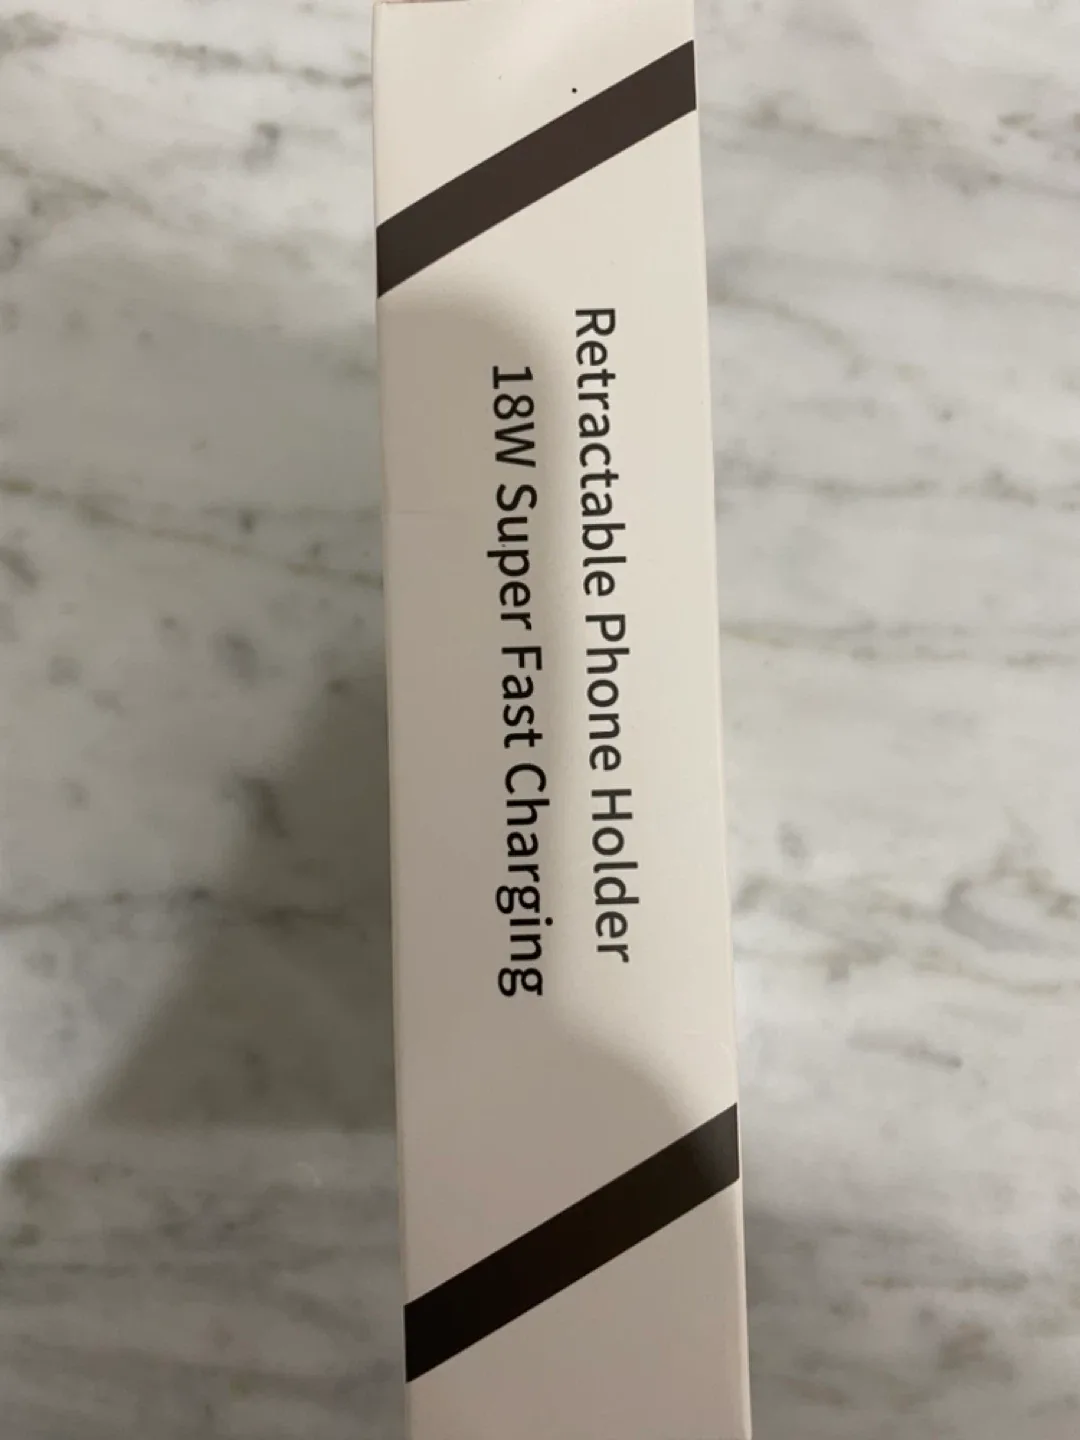 Retractable Phone Holder
18W Super Fast Charging